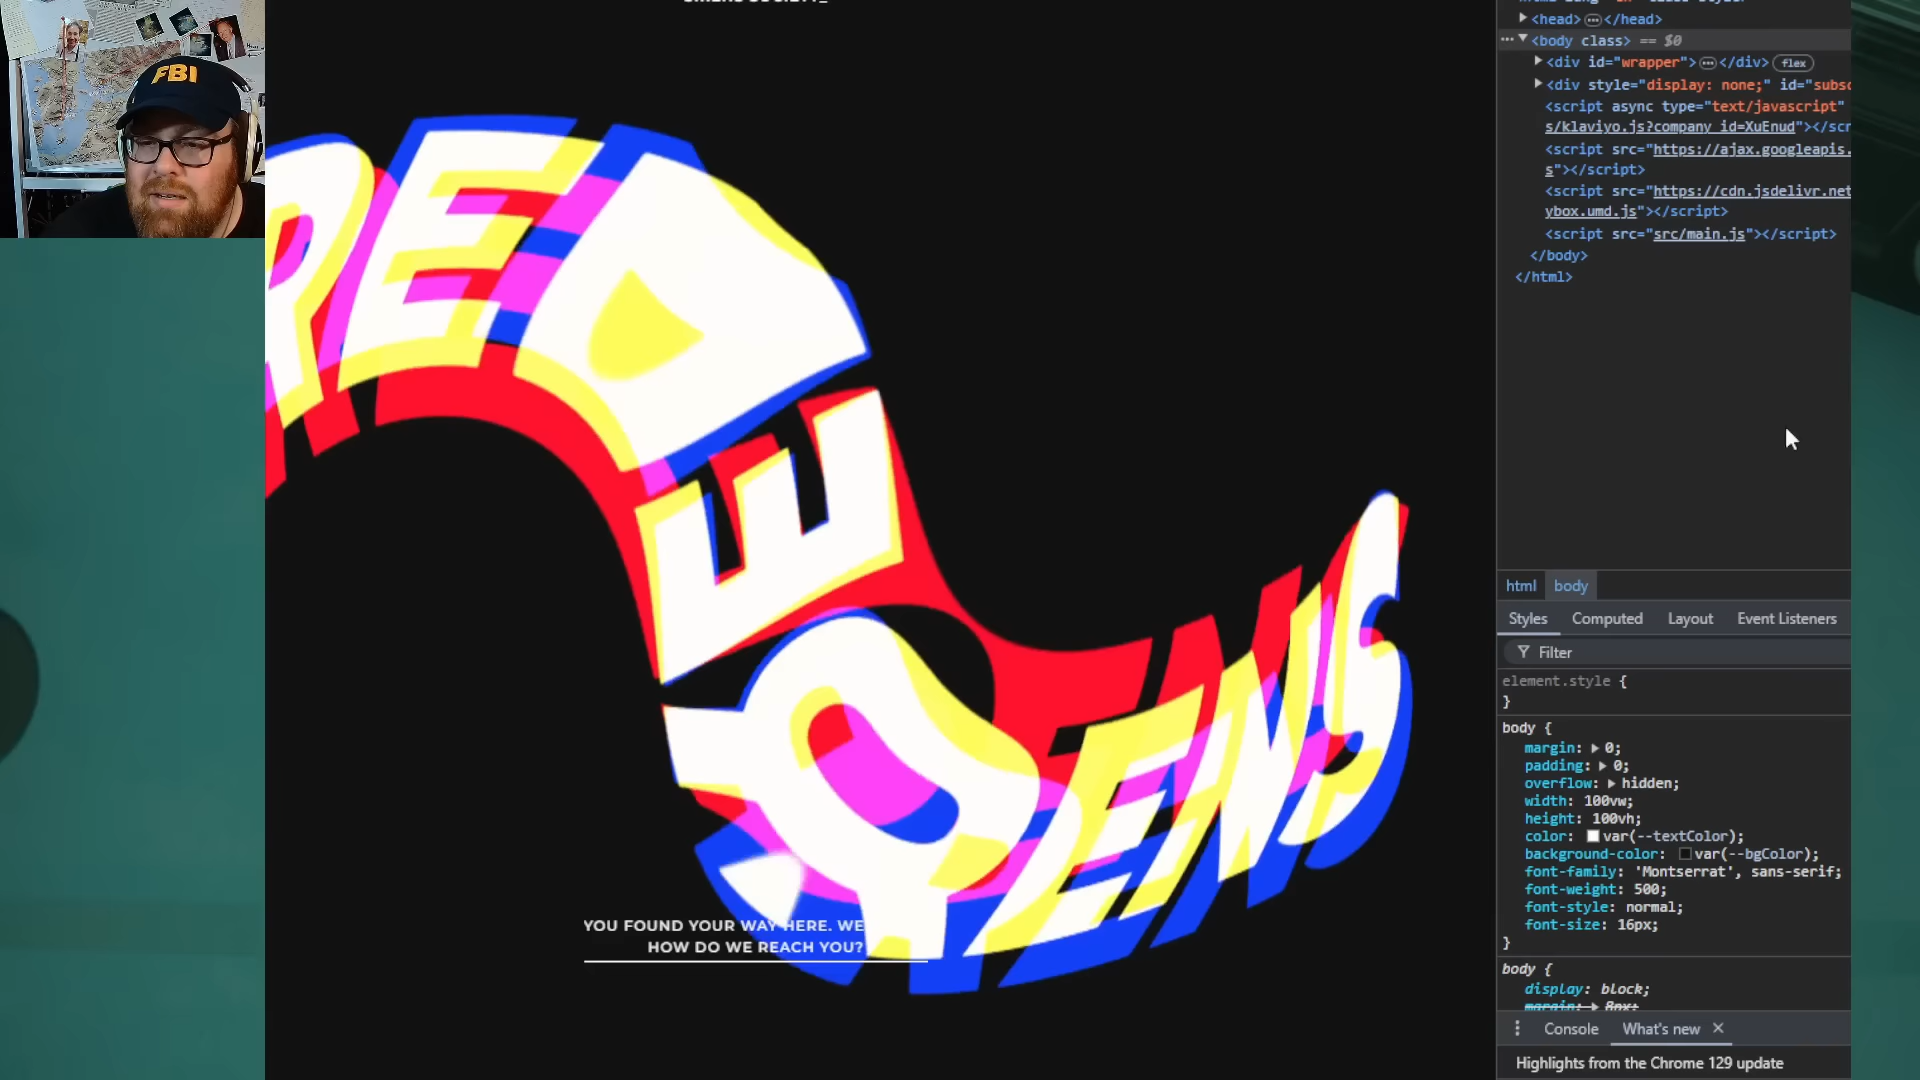 FBI
YOU FOUND YOUR WAY HERE. WE
HOW DO WE REACH YOU?
<head> </head>
<body class> == $0
<div id="wrapper"> </div> flex
<div style="display: none;" id="subsc
<script async type="text/javascript"
s/klaviyo.js?company_id=XuEnud"></scr
<script src="https://ajax.googleapis.
s"></script>
<script src="https://cdn.jsdelivr.net
ybox.umd.js"></script>
<script src="src/main.js"></script>
</body>
</html>
html body
Styles Computed Layout Event Listeners
Filter
element.style {
}
body {
margin: 0;
padding: 0;
overflow: hidden;
width: 100vw;
height: 100vh;
color: var(--textColor);
background-color: var(--bgColor);
font-family: 'Montserrat', sans-serif;
font-weight: 500;
font-style: normal;
font-size: 16px;
}
body {
display: block;
margin: 8px;
Console What's new
Highlights from the Chrome 129 update